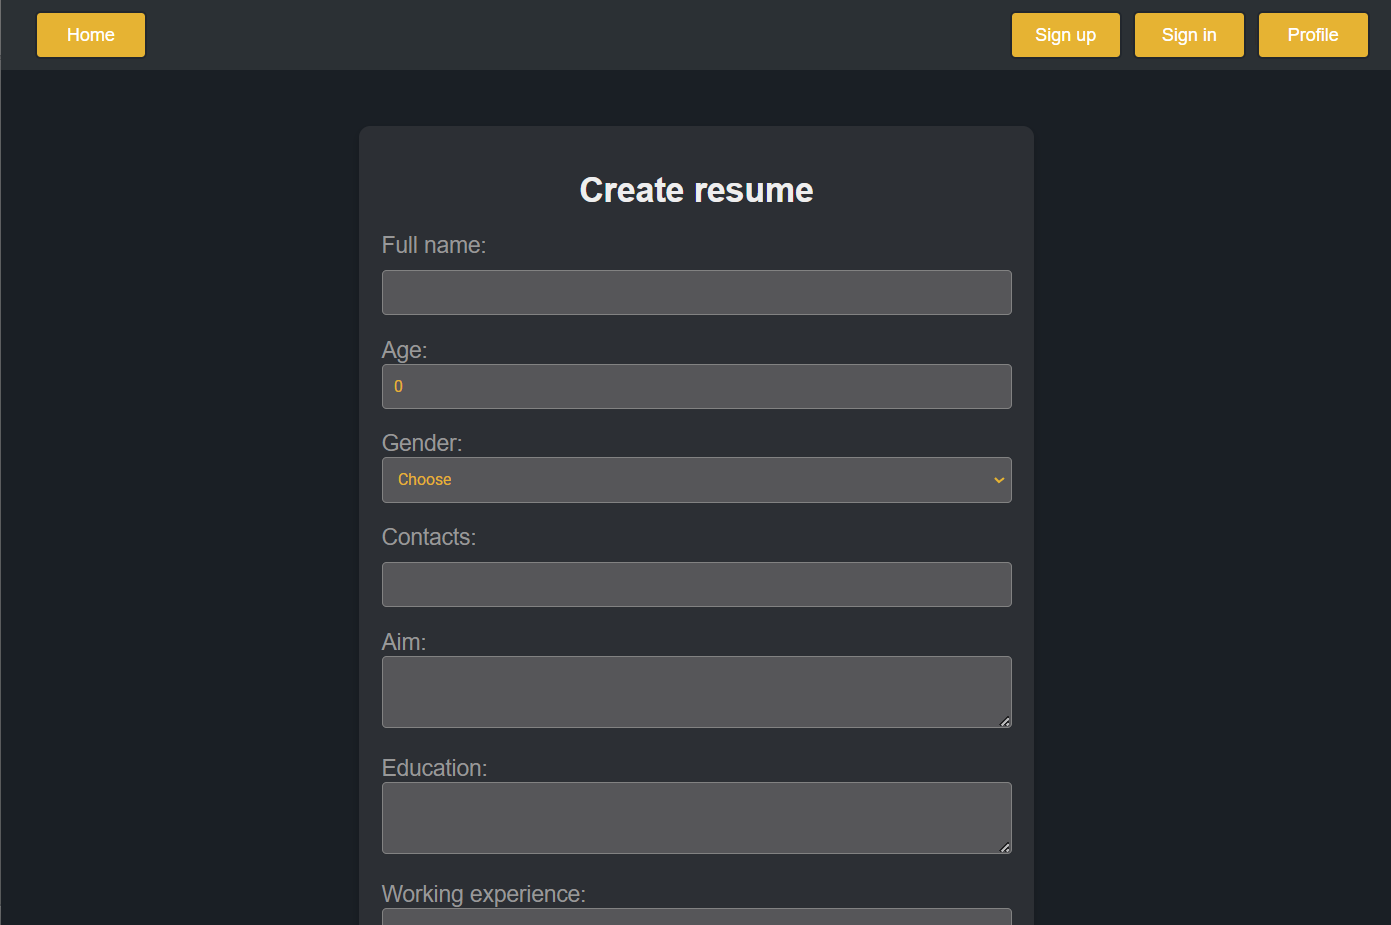 Home
Sign up
Sign in
Profile
Create resume
Full name:
Age:
0
Gender:
Choose
Contacts:
Aim:
Education:
Working experience: